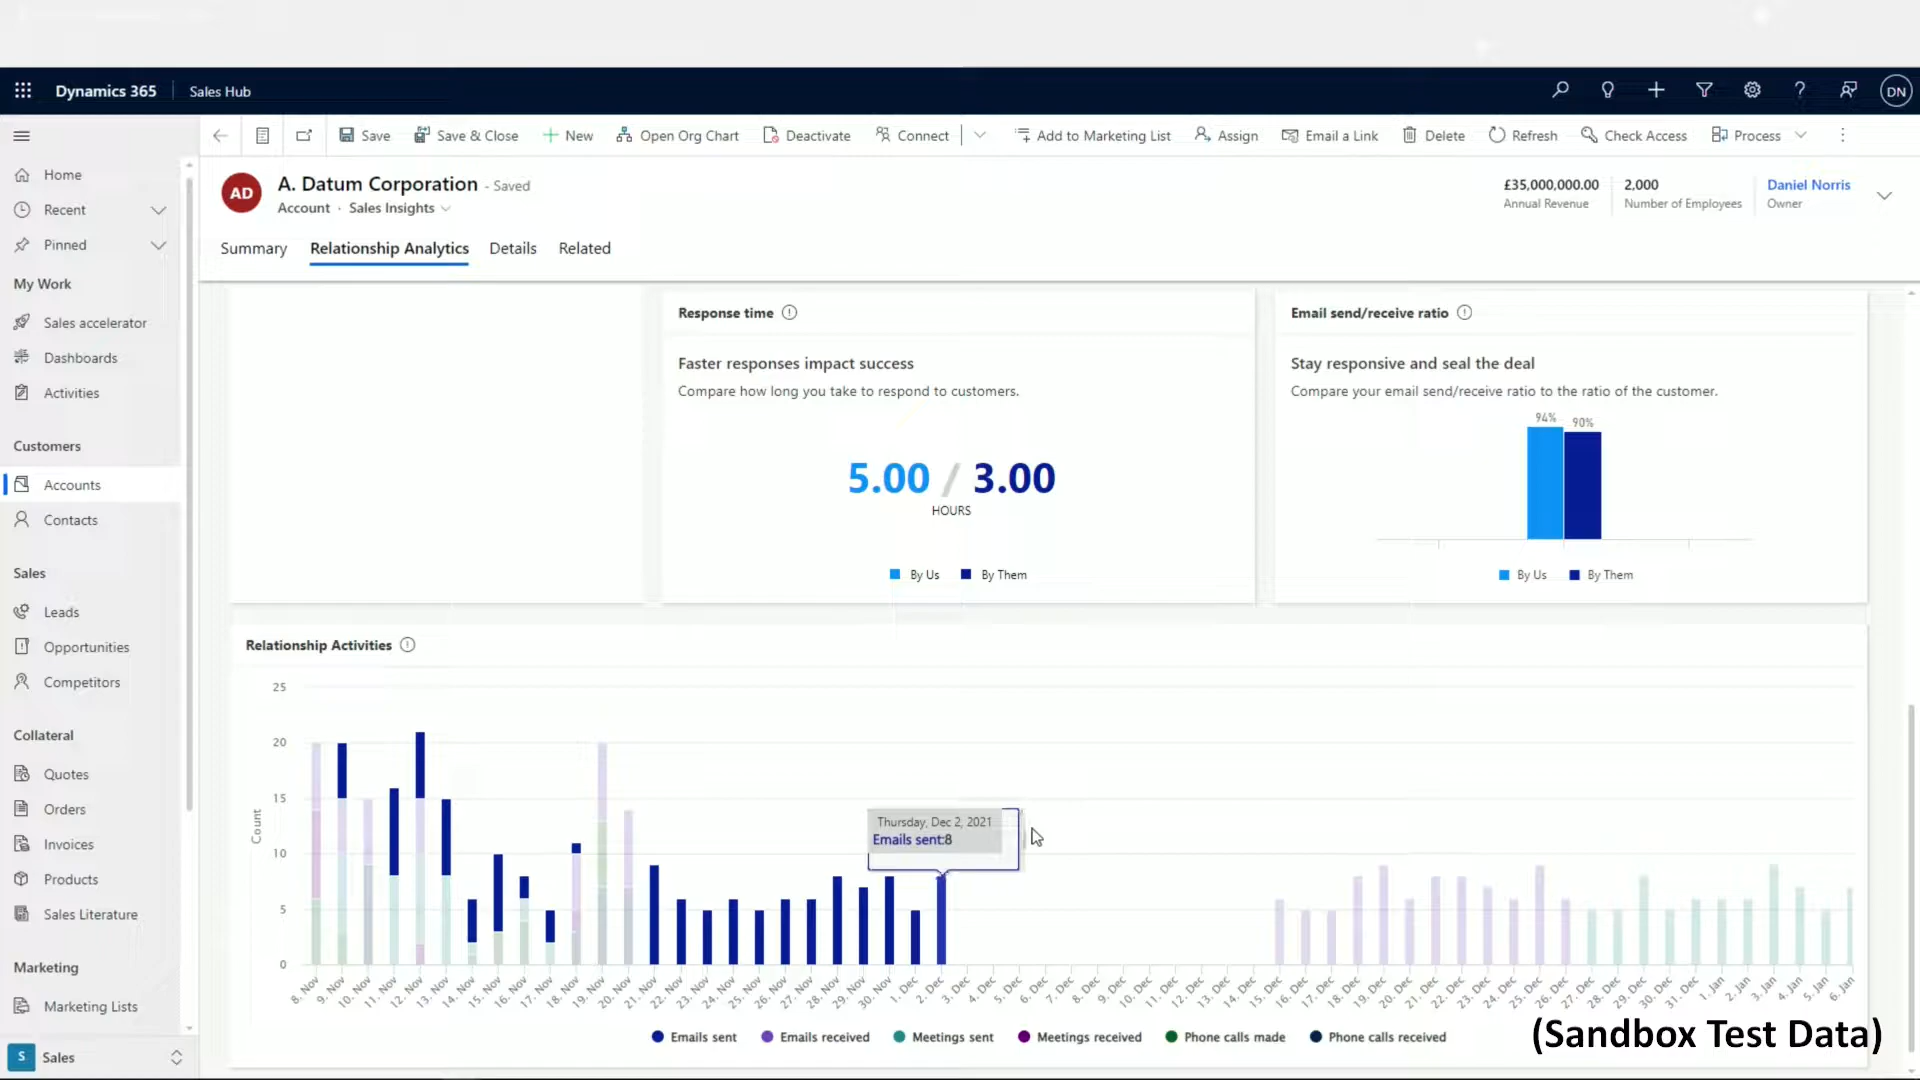 Dynamics 365
Sales Hub
DN
Save
Save & Close
New
Open Org Chart
Deactivate
Connect
Add to Marketing List
Assign
Email a Link
Delete
Refresh
Check Access
Process
Home
Recent
Pinned
My Work
Sales accelerator
Dashboards
Activities
Customers
Accounts
Contacts
Sales
Leads
Opportunities
Competitors
Collateral
Quotes
Orders
Invoices
Products
Sales Literature
Marketing
Marketing Lists
S
Sales
AD
A. Datum Corporation - Saved
Account · Sales Insights
£35,000,000.00
Annual Revenue
2,000
Number of Employees
Daniel Norris
Owner
Summary
Relationship Analytics
Details
Related
Response time
Faster responses impact success
Compare how long you take to respond to customers.
5.00 / 3.00
HOURS
By Us
By Them
Email send/receive ratio
Stay responsive and seal the deal
Compare your email send/receive ratio to the ratio of the customer.
94%
90%
By Us
By Them
Relationship Activities
25
20
15
10
5
0
Count
Thursday, Dec 2, 2021
Emails sent:8
8. Nov
9. Nov
10. Nov
11. Nov
12. Nov
13. Nov
14. Nov
15. Nov
16. Nov
17. Nov
18. Nov
19. Nov
20. Nov
21. Nov
22. Nov
23. Nov
24. Nov
25. Nov
26. Nov
27. Nov
28. Nov
29. Nov
30. Nov
1. Dec
2. Dec
3. Dec
4. Dec
5. Dec
6. Dec
7. Dec
8. Dec
9. Dec
10. Dec
11. Dec
12. Dec
13. Dec
14. Dec
15. Dec
16. Dec
17. Dec
18. Dec
19. Dec
20. Dec
21. Dec
22. Dec
23. Dec
24. Dec
25. Dec
26. Dec
27. Dec
28. Dec
29. Dec
30. Dec
31. Dec
1. Jan
2. Jan
3. Jan
4. Jan
5. Jan
6. Jan
Emails sent
Emails received
Meetings sent
Meetings received
Phone calls made
Phone calls received
(Sandbox Test Data)